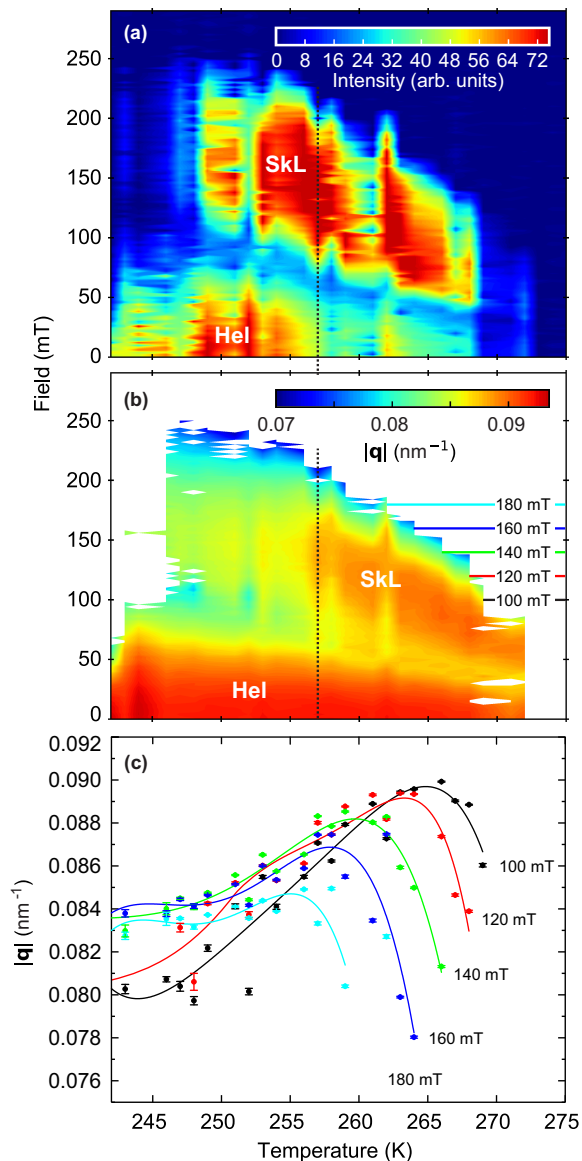 (a)
0 8 16 24 32 40 48 56 64 72
Intensity (arb. units)
250
200
150
100
50
0
SkL
Hel
Field (mT)
(b)
0.07 0.08 0.09
|q| (nm⁻¹)
250
200
150
100
50
0
180 mT
160 mT
140 mT
120 mT
100 mT
SkL
Hel
(c)
0.092
0.090
0.088
0.086
0.084
0.082
0.080
0.078
0.076
|q| (nm⁻¹)
100 mT
120 mT
140 mT
160 mT
180 mT
245 250 255 260 265 270 275
Temperature (K)